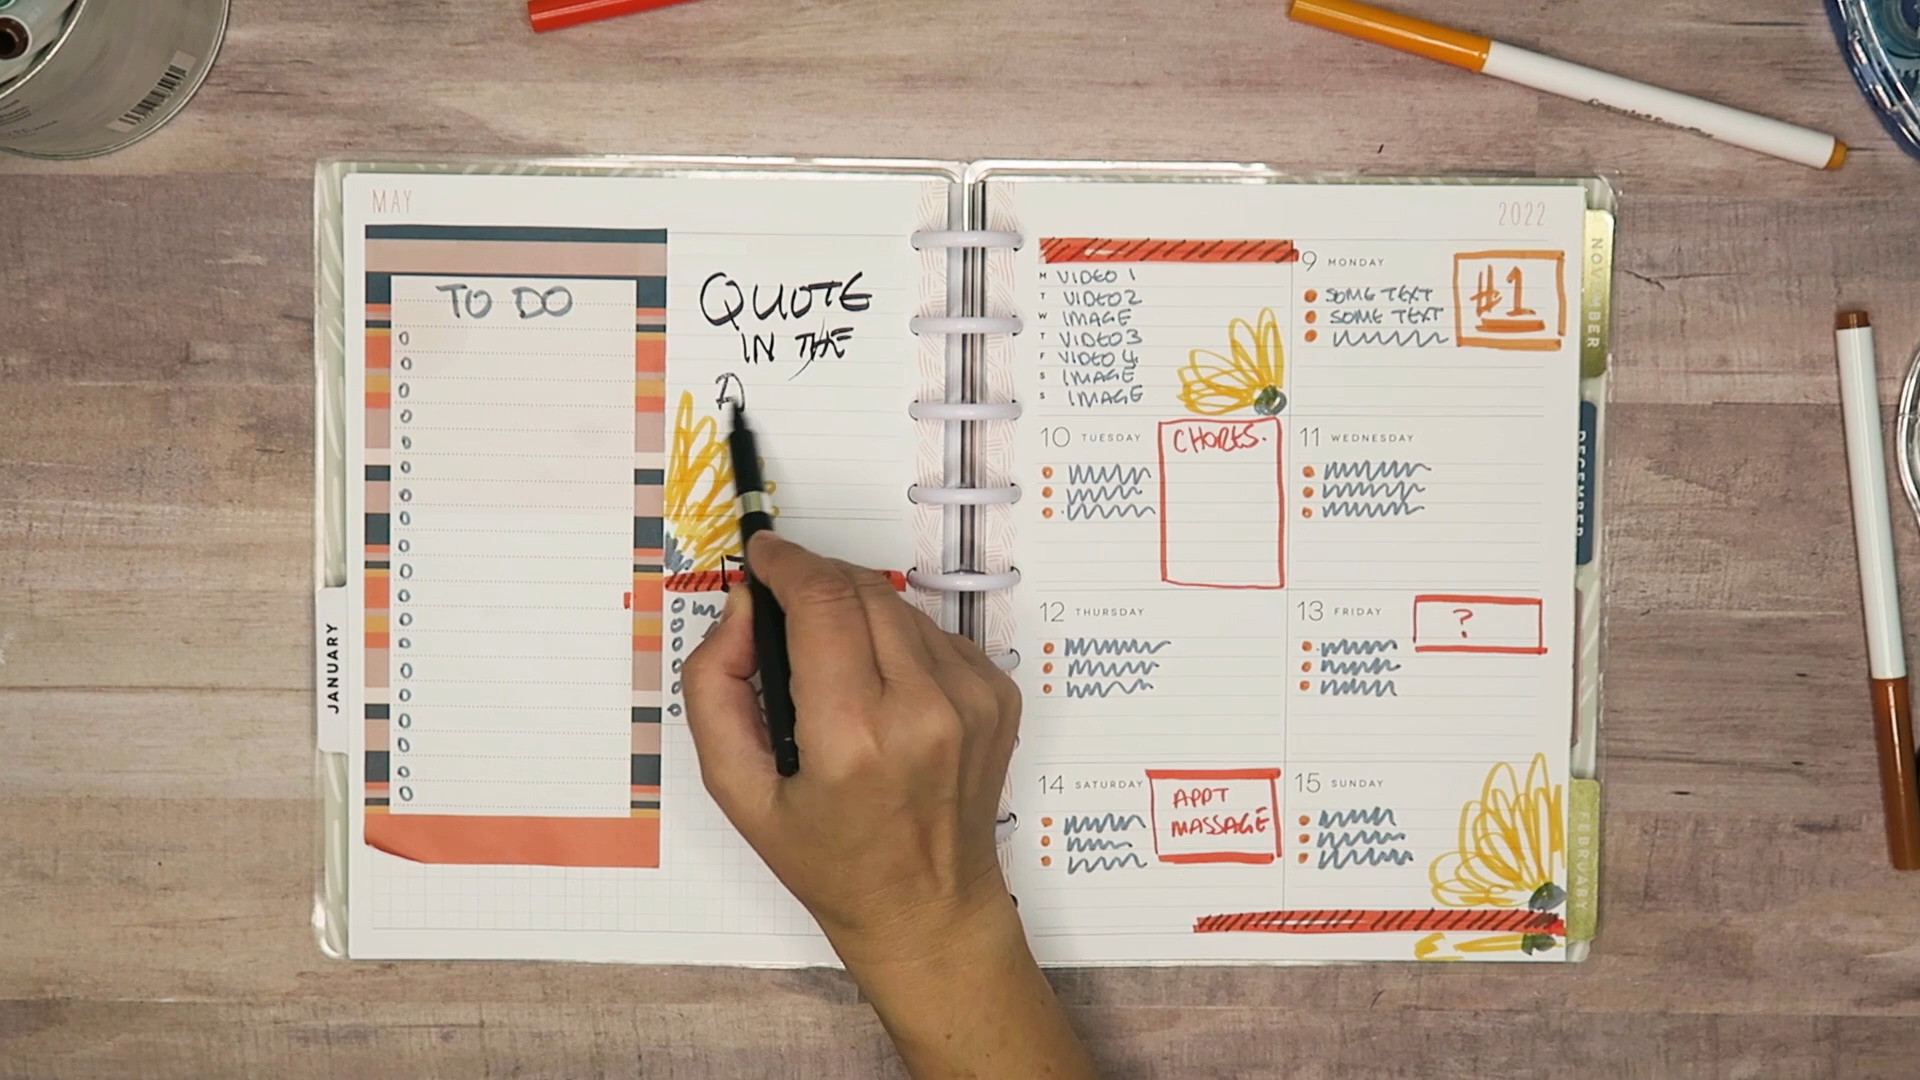 MAY
TO DO
QUOTE
IN THE
JANUARY
2022
M VIDEO 1
T VIDEO 2
W IMAGE
T VIDEO 3
F VIDEO 4
S IMAGE
S IMAGE
9 MONDAY
SOME TEXT
SOME TEXT
#1
10 TUESDAY
CHORES.
11 WEDNESDAY
12 THURSDAY
13 FRIDAY
?
14 SATURDAY
APPT
MASSAGE
15 SUNDAY
NOVEMBER
DECEMBER
FEBRUARY